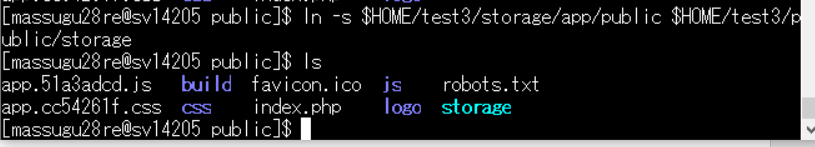 [massugu28re@sv14205 public]$ ln -s $HOME/test3/storage/app/public $HOME/test3/p
ublic/storage
[massugu28re@sv14205 public]$ ls
app.51a3adcd.js   build  favicon.ico  js    robots.txt
app.cc54261f.css  css    index.php    logo  storage
[massugu28re@sv14205 public]$